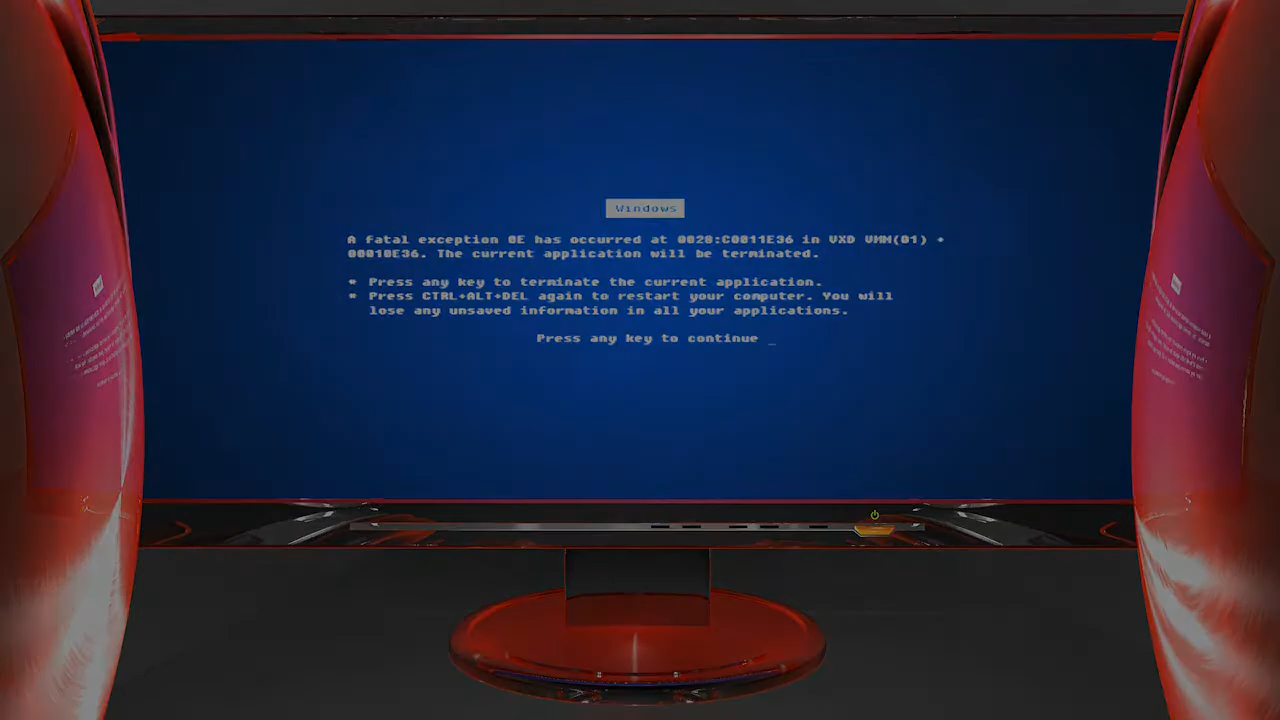 Windows
A fatal exception 0E has occurred at 0028:C0011E36 in VXD VMM(01) +
00010E36. The current application will be terminated.
* Press any key to terminate the current application.
* Press CTRL+ALT+DEL again to restart your computer. You will
lose any unsaved information in all your applications.
Press any key to continue _